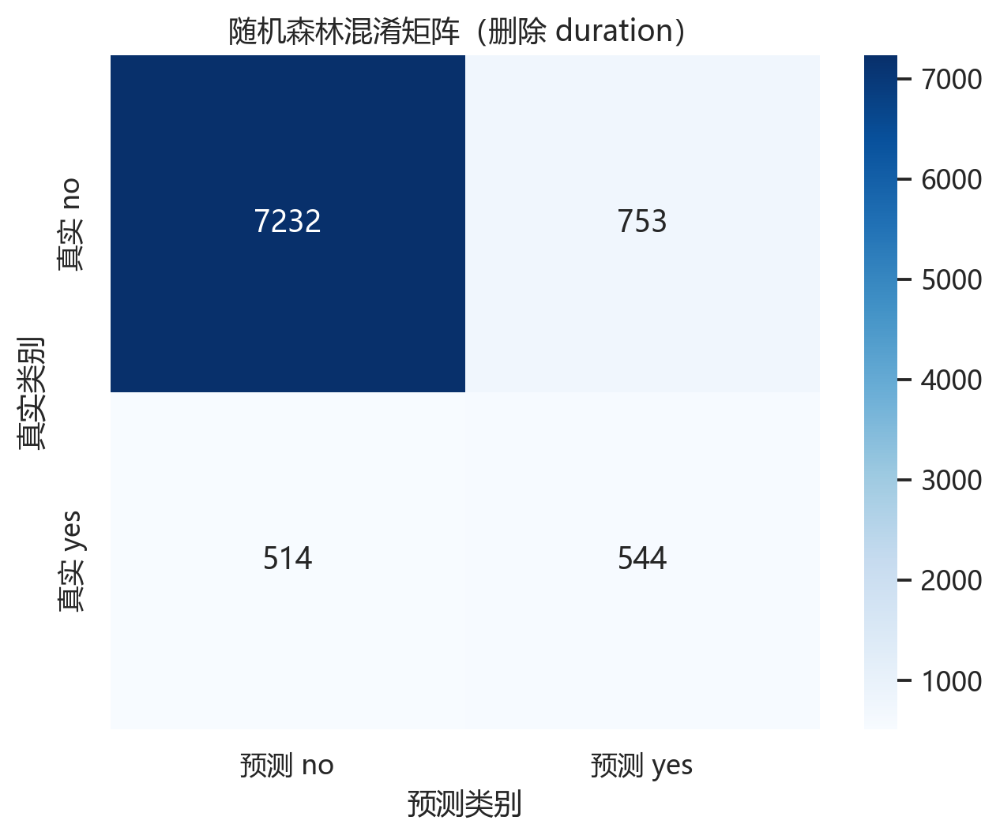 随机森林混淆矩阵（删除 duration）
真实类别
真实 no
真实 yes
7232
753
514
544
预测 no
预测 yes
预测类别
7000
6000
5000
4000
3000
2000
1000